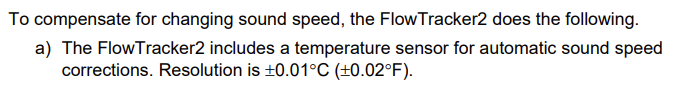 To compensate for changing sound speed, the FlowTracker2 does the following.
a) The FlowTracker2 includes a temperature sensor for automatic sound speed
corrections. Resolution is ±0.01°C (±0.02°F).